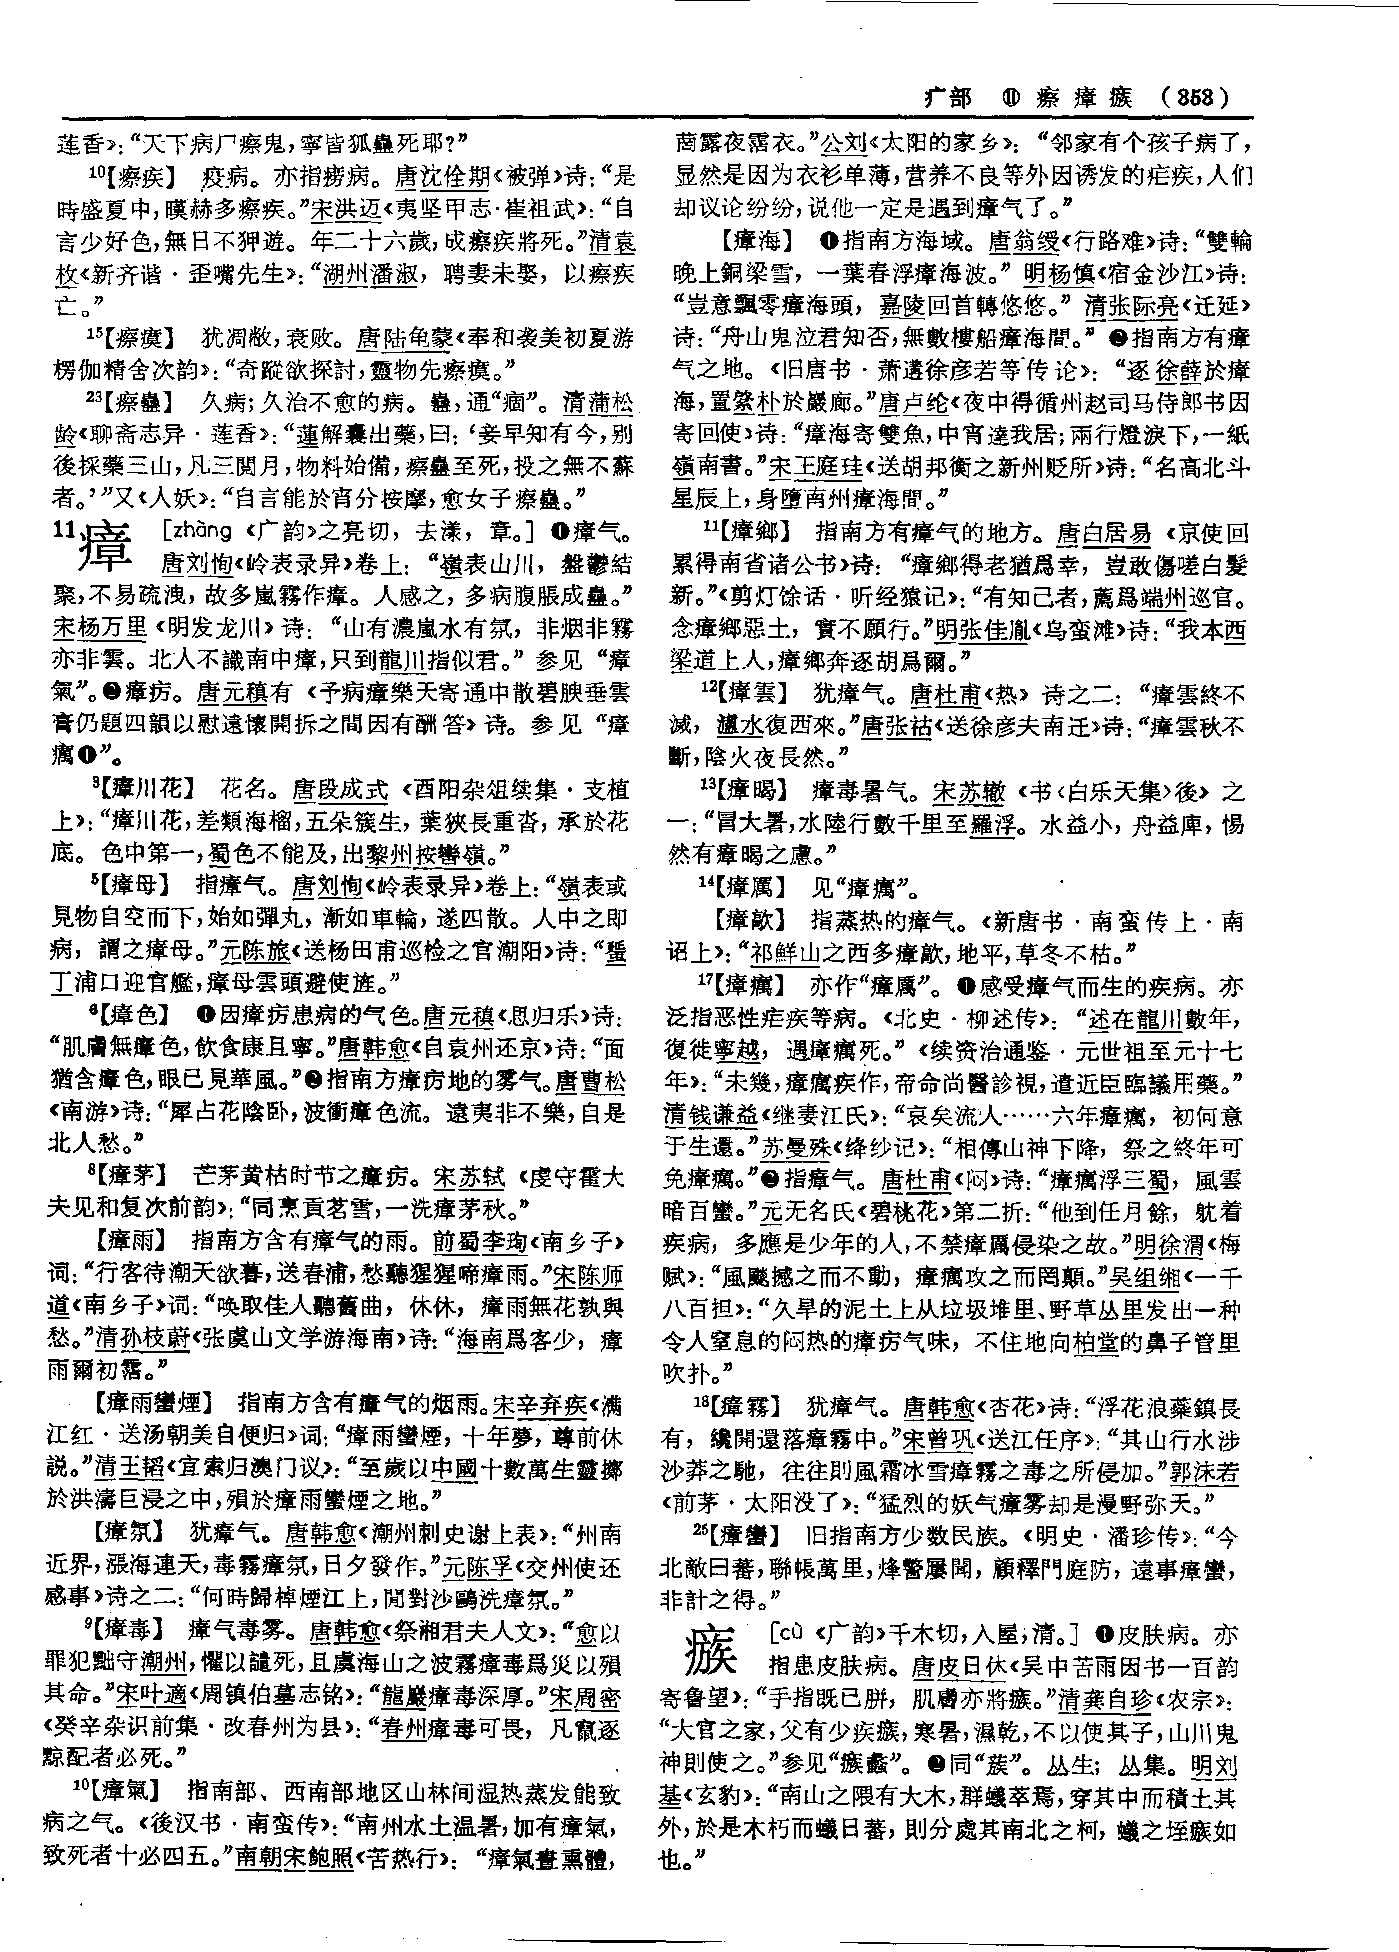 疒部 ⑪ 瘵瘴瘯 （353）
莲香》：“天下病尸瘵鬼，寧皆狐蠱死耶？”
10【瘵疾】 疫病。亦指痨病。唐沈佺期《被弹》诗：“是
時盛夏中，暵赫多瘵疾。”宋洪迈《夷坚甲志·崔祖武》：“自
言少好色，無日不狎遊。年二十六歲，成瘵疾將死。”清袁
枚《新齐谐·歪嘴先生》：“湖州潘淑，聘妻未娶，以瘵疾
亡。”
15【瘵瘼】 犹凋敝，衰败。唐陆龟蒙《奉和袭美初夏游
楞伽精舍次韵》：“奇蹤欲探討，靈物先瘵瘼。”
23【瘵蠱】 久病；久治不愈的病。蠱，通“痼”。清蒲松
龄《聊斋志异·莲香》：“蓮解囊出藥，曰：‘妾早知有今，别
後採藥三山，凡三閲月，物料始備，瘵蠱至死，投之無不蘇
者。’”又《人妖》：“自言能於宵分按摩，愈女子瘵蠱。”
11瘴 ［zhàng《广韵》之亮切，去漾，章。］❶瘴气。
唐刘恂《岭表录异》卷上：“嶺表山川，盤鬱結
聚，不易疏洩，故多嵐霧作瘴。人感之，多病腹脹成蠱。”
宋杨万里《明发龙川》诗：“山有濃嵐水有氛，非烟非霧
亦非雲。北人不識南中瘴，只到龍川指似君。”参见“瘴
氣”。❷瘴疠。唐元稹有《予病瘴樂天寄通中散碧腴垂雲
膏仍題四韻以慰遠懷開拆之間因有酬答》诗。参见“瘴
癘❶”。
3【瘴川花】 花名。唐段成式《酉阳杂俎续集·支植
上》：“瘴川花，差類海榴，五朵簇生，葉狹長重沓，承於花
底。色中第一，蜀色不能及，出黎州按轡嶺。”
5【瘴母】 指瘴气。唐刘恂《岭表录异》卷上：“嶺表或
見物自空而下，始如彈丸，漸如車輪，遂四散。人中之即
病，謂之瘴母。”元陈旅《送杨田甫巡检之官潮阳》诗：“蜑
丁浦口迎官艦，瘴母雲頭避使旌。”
6【瘴色】 ❶因瘴疠患病的气色。唐元稹《思归乐》诗：
“肌膚無瘴色，飲食康且寧。”唐韩愈《自袁州还京》诗：“面
猶含瘴色，眼已見華風。”❷指南方瘴疠地的雾气。唐曹松
《南游》诗：“犀占花陰卧，波衝瘴色流。遠夷非不樂，自是
北人愁。”
8【瘴茅】 芒茅黄枯时节之瘴疠。宋苏轼《虔守霍大
夫见和复次前韵》：“同烹貢茗雪，一洗瘴茅秋。”
【瘴雨】 指南方含有瘴气的雨。前蜀李珣《南乡子》
词：“行客待潮天欲暮，送春浦，愁聽猩猩啼瘴雨。”宋陈师
道《南乡子》词：“唤取佳人聽舊曲，休休，瘴雨無花孰與
愁。”清孙枝蔚《张虞山文学游海南》诗：“海南爲客少，瘴
雨爾初霑。”
【瘴雨蠻煙】 指南方含有瘴气的烟雨。宋辛弃疾《满
江红·送汤朝美自便归》词：“瘴雨蠻煙，十年夢，尊前休
説。”清王韬《宜索归澳门议》：“至歲以中國十數萬生靈擲
於洪濤巨浸之中，殞於瘴雨蠻煙之地。”
【瘴氛】 犹瘴气。唐韩愈《潮州刺史谢上表》：“州南
近界，漲海連天，毒霧瘴氛，日夕發作。”元陈孚《交州使还
感事》诗之二：“何時歸棹煙江上，閒對沙鷗洗瘴氛。”
9【瘴毒】 瘴气毒雾。唐韩愈《祭湘君夫人文》：“愈以
罪犯黜守潮州，懼以譴死，且虞海山之波霧瘴毒爲災以殞
其命。”宋叶適《周镇伯墓志铭》：“龍巖瘴毒深厚。”宋周密
《癸辛杂识前集·改春州为县》：“春州瘴毒可畏，凡竄逐
黥配者必死。”
10【瘴氣】 指南部、西南部地区山林间湿热蒸发能致
病之气。《後汉书·南蛮传》：“南州水土温暑，加有瘴氣，
致死者十必四五。”南朝宋鲍照《苦热行》：“瘴氣晝熏體，
茵露夜霑衣。”公刘《太阳的家乡》：“邻家有个孩子病了，
显然是因为衣衫单薄，营养不良等外因诱发的疟疾，人们
却议论纷纷，说他一定是遇到瘴气了。”
【瘴海】 ❶指南方海域。唐翁绶《行路难》诗：“雙輪
晚上銅梁雪，一葉春浮瘴海波。”明杨慎《宿金沙江》诗：
“豈意飄零瘴海頭，嘉陵回首轉悠悠。”清张际亮《迁延》
诗：“舟山鬼泣君知否，無數樓船瘴海間。”❷指南方有瘴
气之地。《旧唐书·萧遘徐彦若等传论》：“逐徐薛於瘴
海，置繁朴於巖廊。”唐卢纶《夜中得循州赵司马侍郎书因
寄回使》诗：“瘴海寄雙魚，中宵達我居；兩行燈淚下，一紙
嶺南書。”宋王庭珪《送胡邦衡之新州贬所》诗：“名高北斗
星辰上，身墮南州瘴海間。”
11【瘴鄉】 指南方有瘴气的地方。唐白居易《京使回
累得南省诸公书》诗：“瘴鄉得老猶爲幸，豈敢傷嗟白髮
新。”《剪灯馀话·听经猿记》：“有知己者，薦爲端州巡官。
念瘴鄉惡土，實不願行。”明张佳胤《乌蛮滩》诗：“我本西
梁道上人，瘴鄉奔逐胡爲爾。”
12【瘴雲】 犹瘴气。唐杜甫《热》诗之二：“瘴雲終不
滅，瀘水復西來。”唐张祜《送徐彦夫南迁》诗：“瘴雲秋不
斷，陰火夜長然。”
13【瘴暍】 瘴毒暑气。宋苏辙《书〈白乐天集〉後》之
一：“冒大暑，水陸行數千里至羅浮。水益小，舟益庳，惕
然有瘴暍之慮。”
14【瘴厲】 见“瘴癘”。
【瘴歊】 指蒸热的瘴气。《新唐书·南蛮传上·南
诏上》：“祁鮮山之西多瘴歊，地平，草冬不枯。”
17【瘴癘】 亦作“瘴厲”。❶感受瘴气而生的疾病。亦
泛指恶性疟疾等病。《北史·柳述传》：“述在龍川數年，
復徙寧越，遇瘴癘死。”《续资治通鉴·元世祖至元十七
年》：“未幾，瘴癘疾作，帝命尚醫診視，遣近臣臨議用藥。”
清钱谦益《继妻江氏》：“哀矣流人……六年瘴癘，初何意
于生還。”苏曼殊《绛纱记》：“相傳山神下降，祭之終年可
免瘴癘。”❷指瘴气。唐杜甫《闷》诗：“瘴癘浮三蜀，風雲
暗百蠻。”元无名氏《碧桃花》第二折：“他到任月餘，躭着
疾病，多應是少年的人，不禁瘴厲侵染之故。”明徐渭《梅
赋》：“風飈撼之而不動，瘴癘攻之而罔顛。”吴组缃《一千
八百担》：“久旱的泥土上从垃圾堆里、野草丛里发出一种
令人窒息的闷热的瘴疠气味，不住地向柏堂的鼻子管里
吹扑。”
18【瘴霧】 犹瘴气。唐韩愈《杏花》诗：“浮花浪蘂鎮長
有，纔開還落瘴霧中。”宋曾巩《送江任序》：“其山行水涉
沙莽之馳，往往則風霜冰雪瘴霧之毒之所侵加。”郭沫若
《前茅·太阳没了》：“猛烈的妖气瘴雾却是漫野弥天。”
25【瘴蠻】 旧指南方少数民族。《明史·潘珍传》：“今
北敵曰蕃，聯帳萬里，烽警屢聞，顧釋門庭防，遠事瘴蠻，
非計之得。”
瘯 ［cù《广韵》千木切，入屋，清。］❶皮肤病。亦
指患皮肤病。唐皮日休《吴中苦雨因书一百韵
寄鲁望》：“手指既已胼，肌膚亦將瘯。”清龚自珍《农宗》：
“大官之家，父有少疾瘯，寒暑，濕乾，不以使其子，山川鬼
神則使之。”参见“瘯蠡”。❷同“蔟”。丛生；丛集。明刘
基《玄豹》：“南山之隈有大木，群蟻萃焉，穿其中而積土其
外，於是木朽而蟻日蕃，則分處其南北之柯，蟻之垤瘯如
也。”